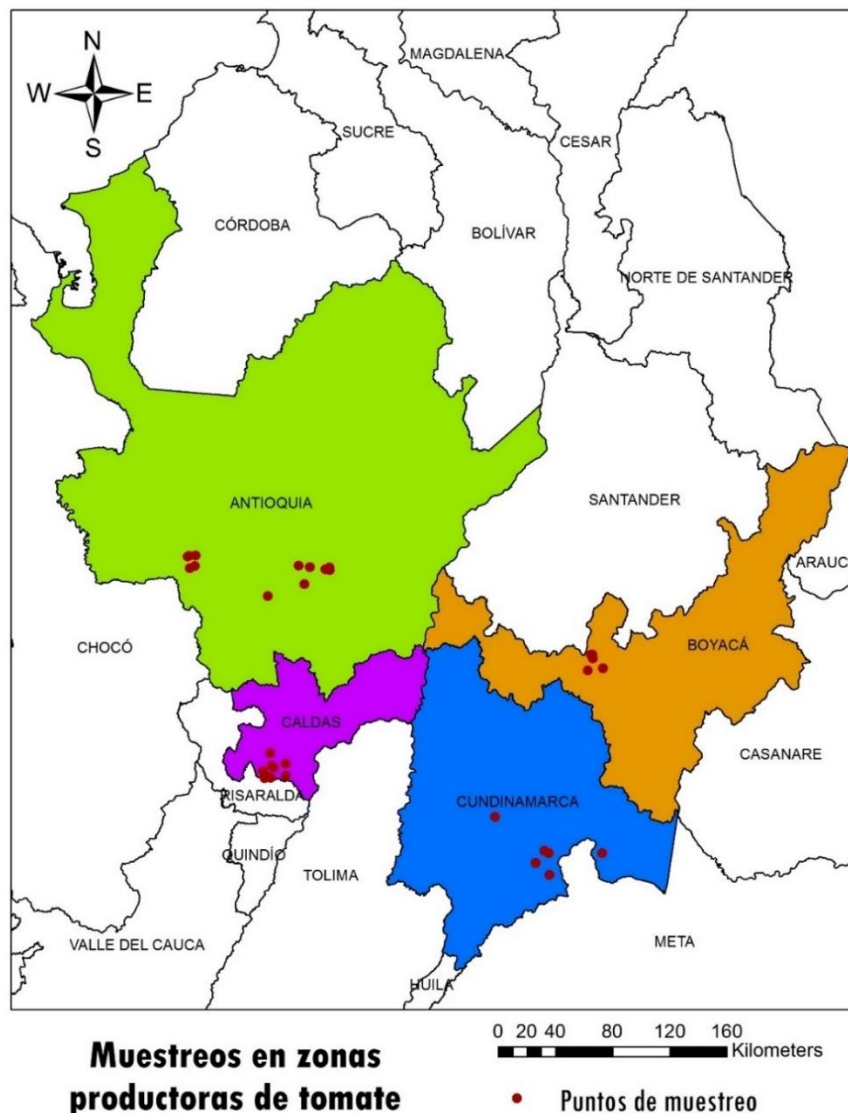 N
W E
S
MAGDALENA
SUCRE
CESAR
CÓRDOBA
BOLÍVAR
NORTE DE SANTANDER
ANTIOQUIA
SANTANDER
ARAUC
CHOCÓ
BOYACÁ
CALDAS
CASANARE
RISARALDA
CUNDINAMARCA
QUINDÍO
TOLIMA
VALLE DEL CAUCA
META
HUILA
0 20 40 80 120 160
Kilometers
Muestreos en zonas
productoras de tomate
Puntos de muestreo